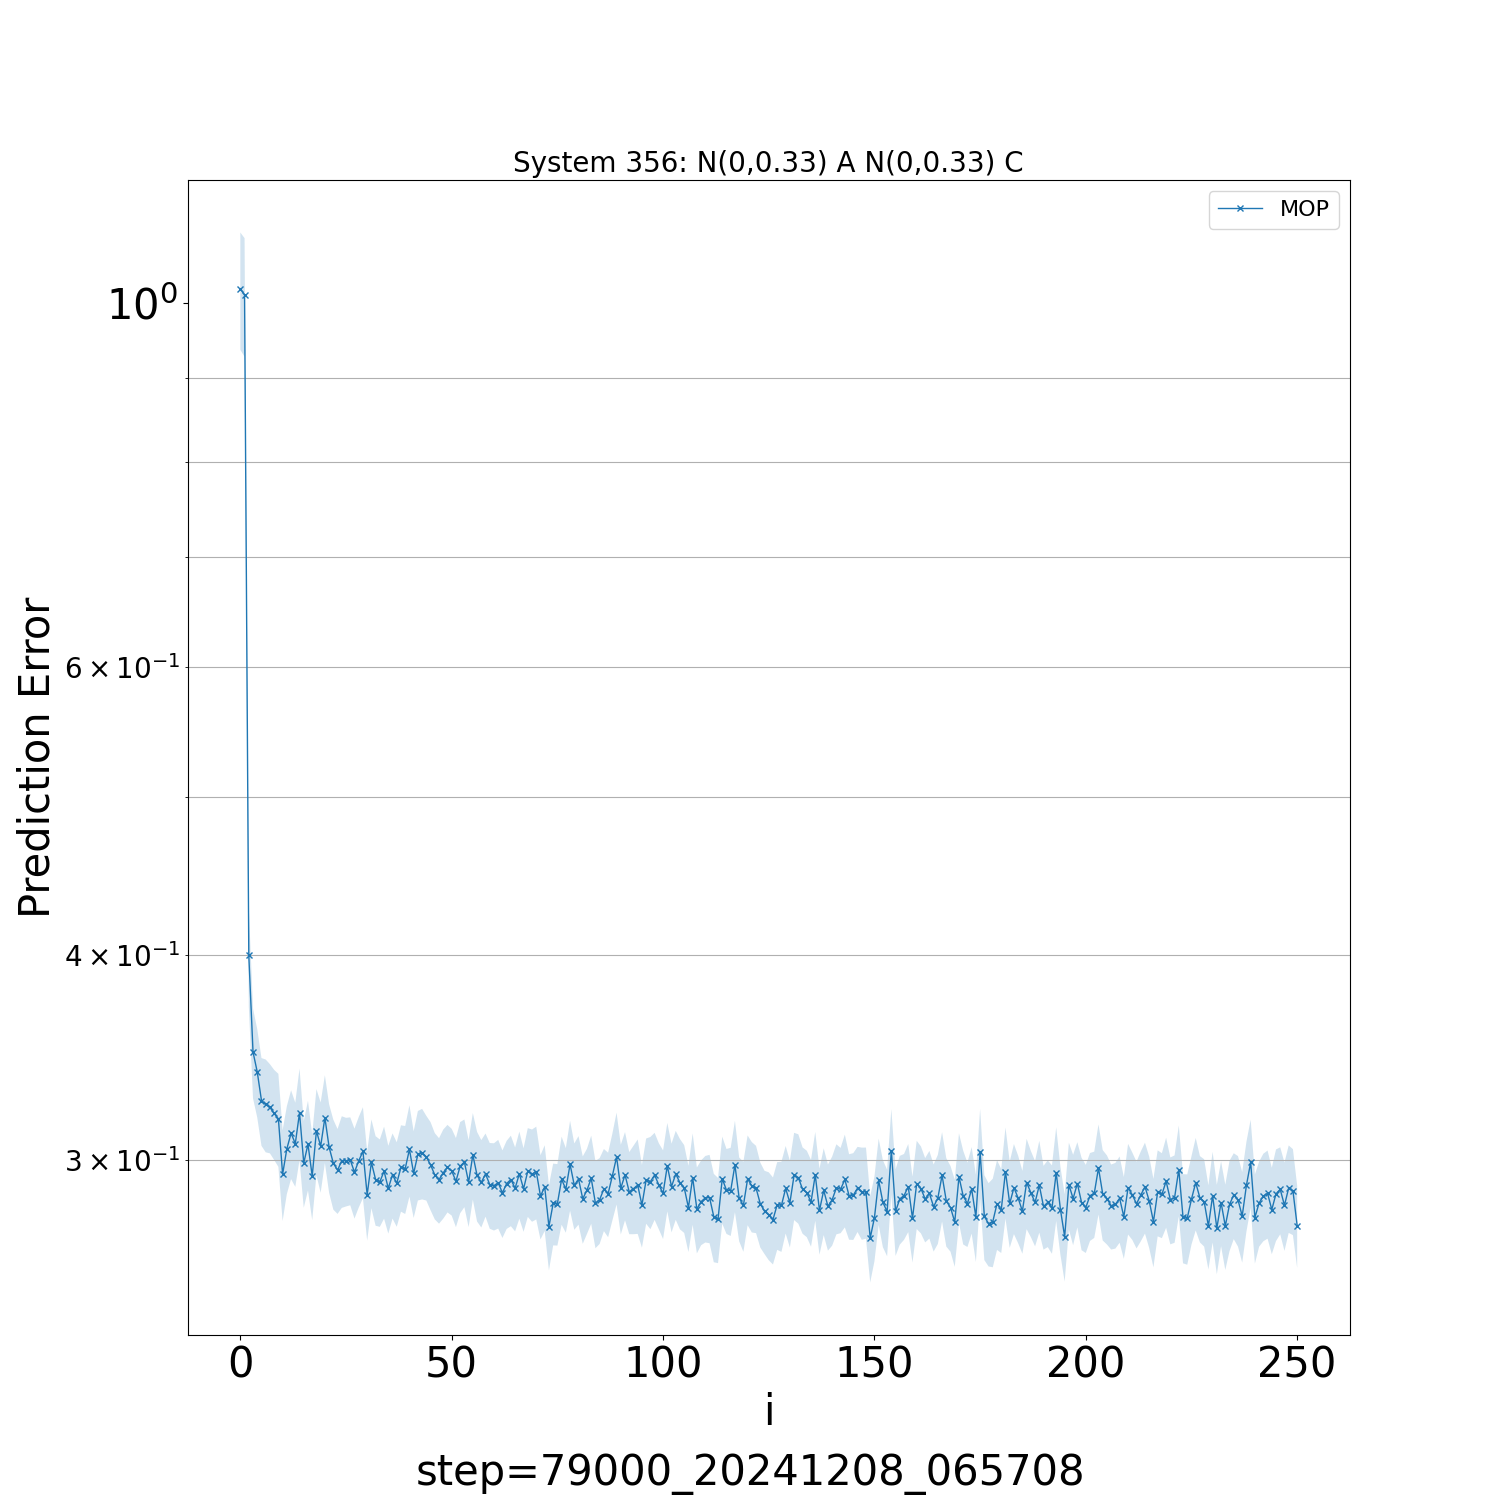 System 356: N(0,0.33) A N(0,0.33) C
MOP
10⁰
6 × 10⁻¹
4 × 10⁻¹
3 × 10⁻¹
Prediction Error
0 50 100 150 200 250
i
step=79000_20241208_065708